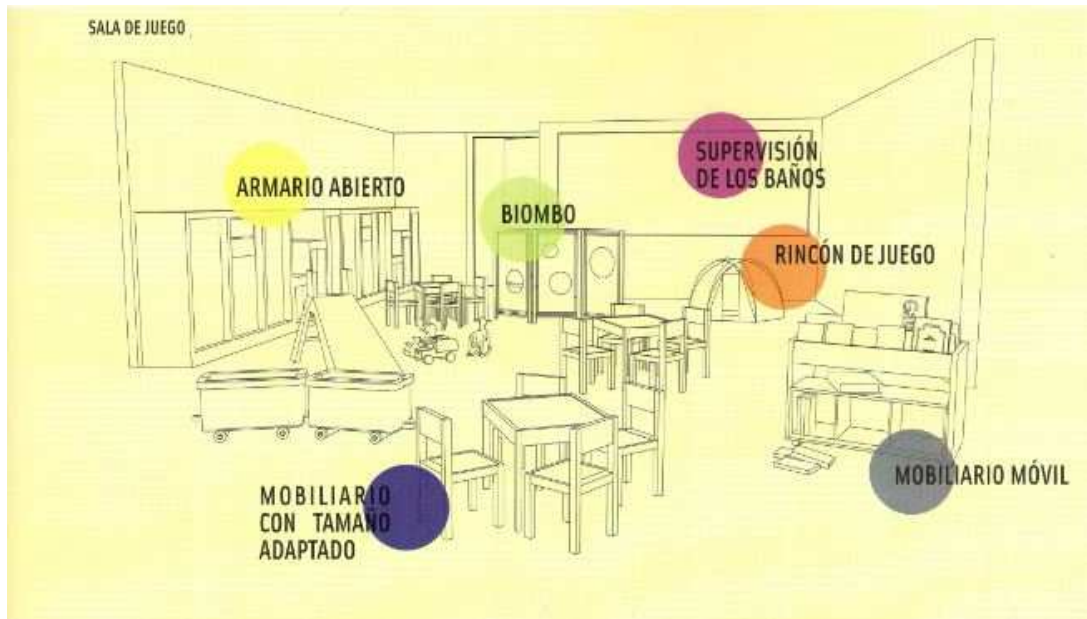 SALA DE JUEGO
ARMARIO ABIERTO
BIOMBO
SUPERVISIÓN
DE LOS BAÑOS
RINCÓN DE JUEGO
MOBILIARIO MÓVIL
MOBILIARIO
CON TAMAÑO
ADAPTADO